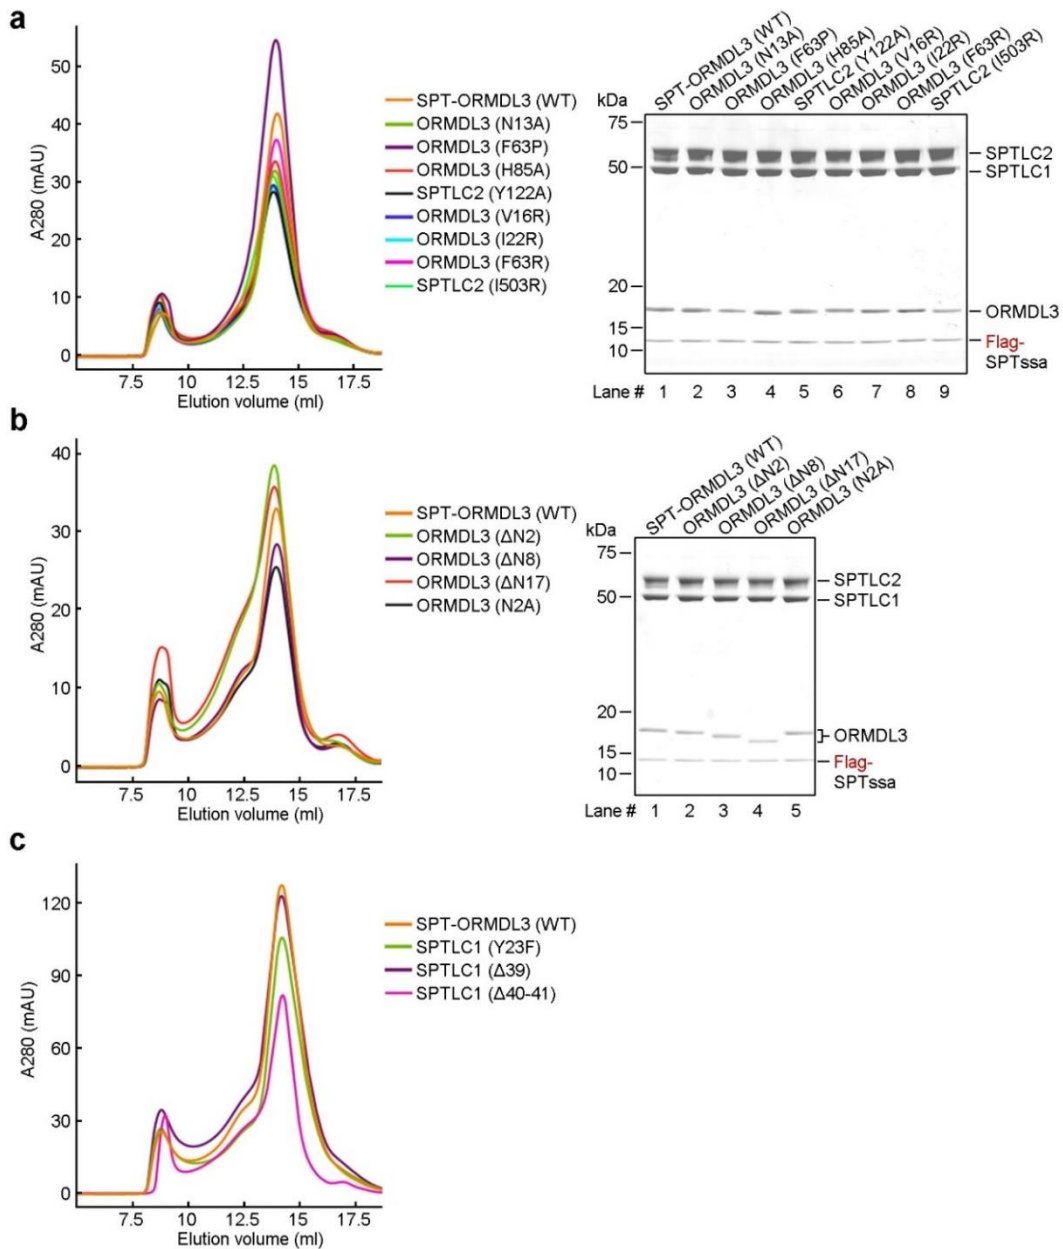 a
50
40
30
20
10
0
A280 (mAU)
7.5 10 12.5 15 17.5
Elution volume (ml)
SPT-ORMDL3 (WT)
ORMDL3 (N13A)
ORMDL3 (F63P)
ORMDL3 (H85A)
SPTLC2 (Y122A)
ORMDL3 (V16R)
ORMDL3 (I22R)
ORMDL3 (F63R)
SPTLC2 (I503R)
SPT-ORMDL3 (WT)
ORMDL3 (N13A)
ORMDL3 (F63P)
ORMDL3 (H85A)
SPTLC2 (Y122A)
ORMDL3 (V16R)
ORMDL3 (I22R)
ORMDL3 (F63R)
SPTLC2 (I503R)
kDa
75
50
20
15
10
SPTLC2
SPTLC1
ORMDL3
Flag-
SPTssa
Lane # 1 2 3 4 5 6 7 8 9
b
40
30
20
10
0
A280 (mAU)
7.5 10 12.5 15 17.5
Elution volume (ml)
SPT-ORMDL3 (WT)
ORMDL3 (ΔN2)
ORMDL3 (ΔN8)
ORMDL3 (ΔN17)
ORMDL3 (N2A)
SPT-ORMDL3 (WT)
ORMDL3 (ΔN2)
ORMDL3 (ΔN8)
ORMDL3 (ΔN17)
ORMDL3 (N2A)
kDa
75
50
20
15
10
SPTLC2
SPTLC1
ORMDL3
Flag-
SPTssa
Lane # 1 2 3 4 5
c
120
90
60
30
0
A280 (mAU)
7.5 10 12.5 15 17.5
Elution volume (ml)
SPT-ORMDL3 (WT)
SPTLC1 (Y23F)
SPTLC1 (Δ39)
SPTLC1 (Δ40-41)